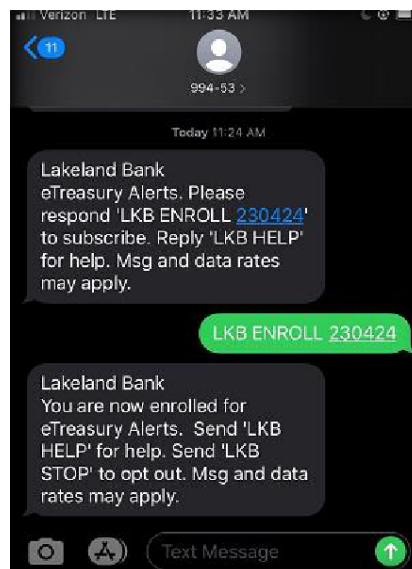 Verizon LTE 11:33 AM
11
994-53 >
Today 11:24 AM
Lakeland Bank
eTreasury Alerts. Please
respond 'LKB ENROLL 230424'
to subscribe. Reply 'LKB HELP'
for help. Msg and data rates
may apply.
LKB ENROLL 230424
Lakeland Bank
You are now enrolled for
eTreasury Alerts. Send 'LKB
HELP' for help. Send 'LKB
STOP' to opt out. Msg and data
rates may apply.
Text Message